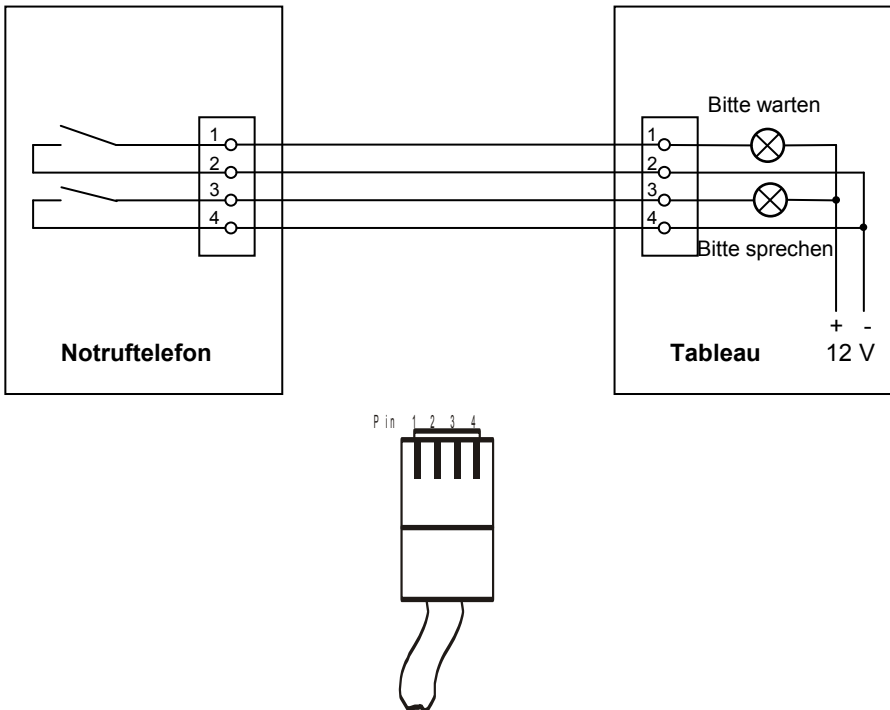 Bitte warten
1 1
2 2
3 3
4 4
Bitte sprechen
+ -
Notruftelefon Tableau 12 V
Pin 1 2 3 4